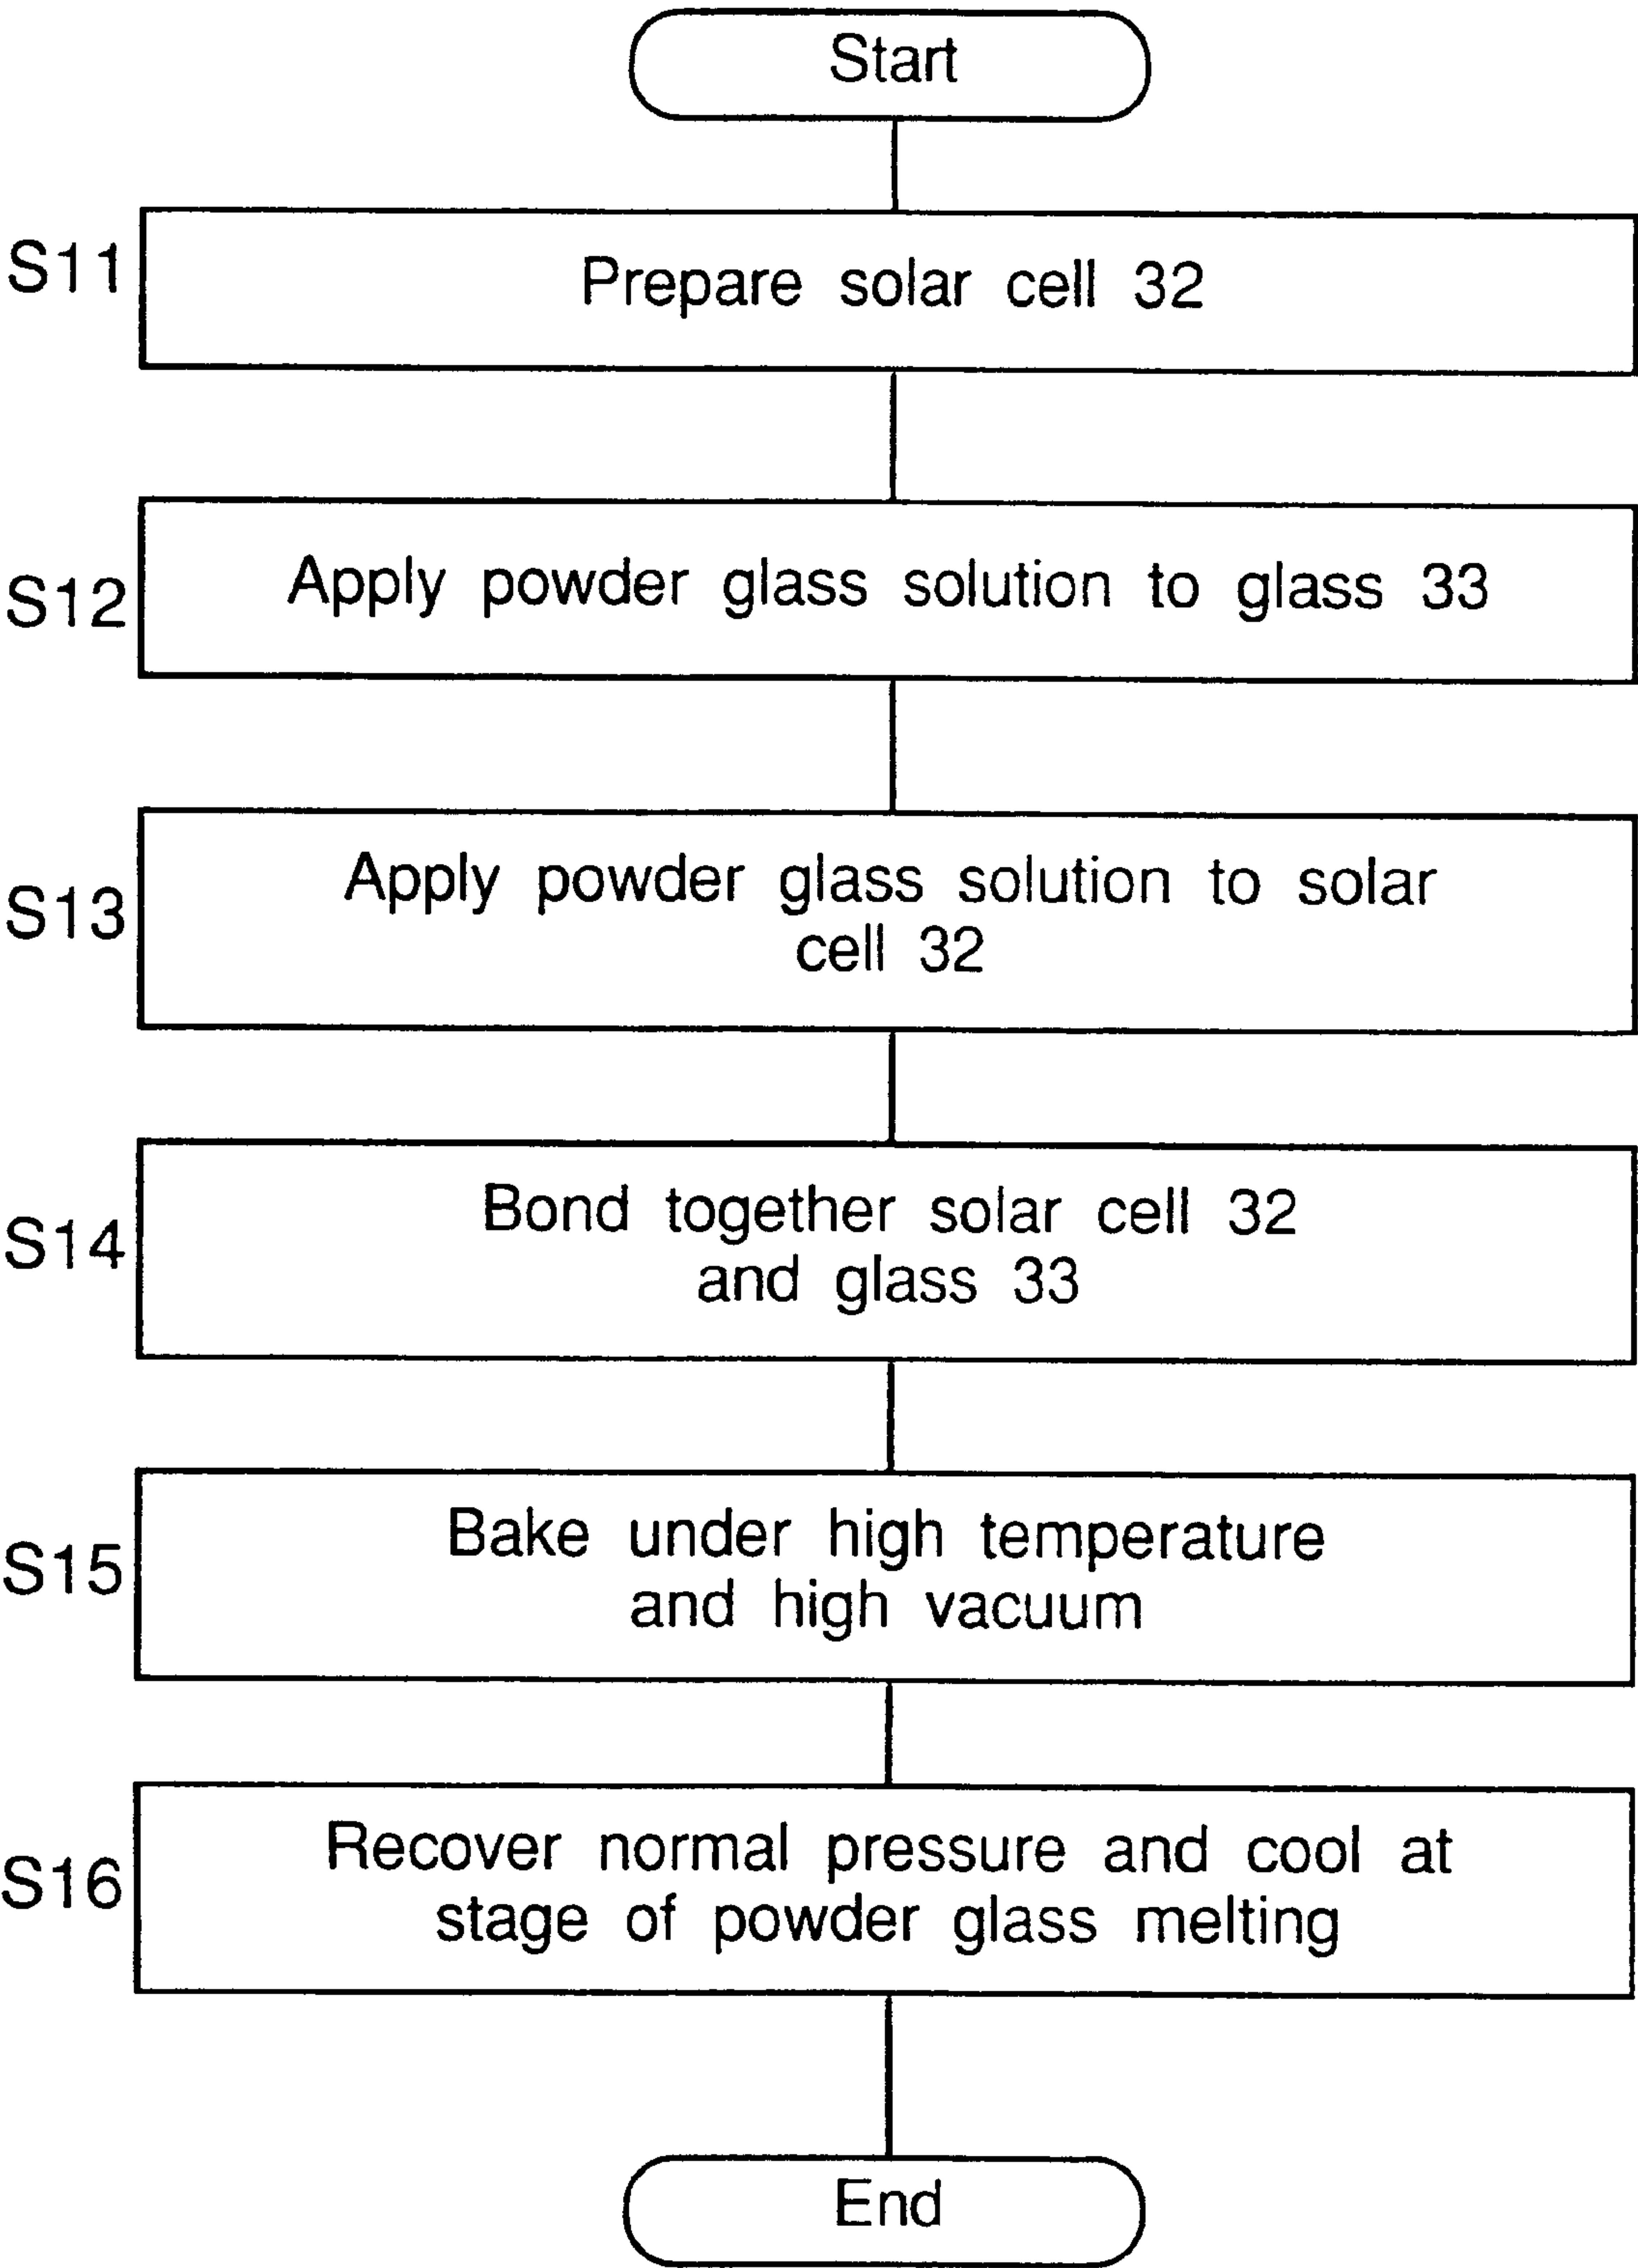 Start
S11
Prepare solar cell 32
S12
Apply powder glass solution to glass 33
S13
Apply powder glass solution to solar
cell 32
S14
Bond together solar cell 32
and glass 33
S15
Bake under high temperature
and high vacuum
S16
Recover normal pressure and cool at
stage of powder glass melting
End